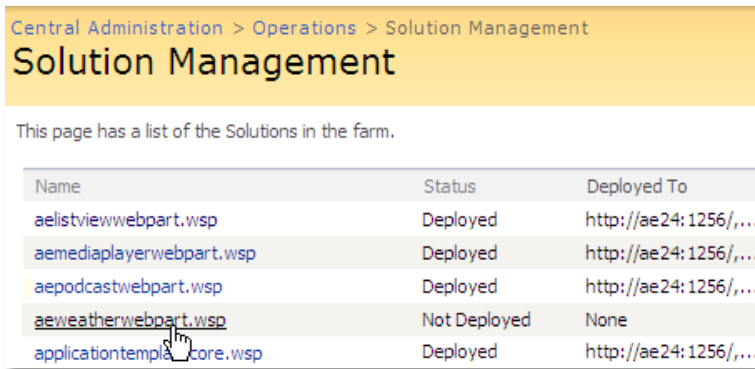 Central Administration > Operations > Solution Management
Solution Management
This page has a list of the Solutions in the farm.
Name Status Deployed To
aelistviewwebpart.wsp Deployed http://ae24:1256/,...
aemediaplayerwebpart.wsp Deployed http://ae24:1256/,...
aepodcastwebpart.wsp Deployed http://ae24:1256/,...
aeweatherwebpart.wsp Not Deployed None
Deployed http://ae24:1256/,...